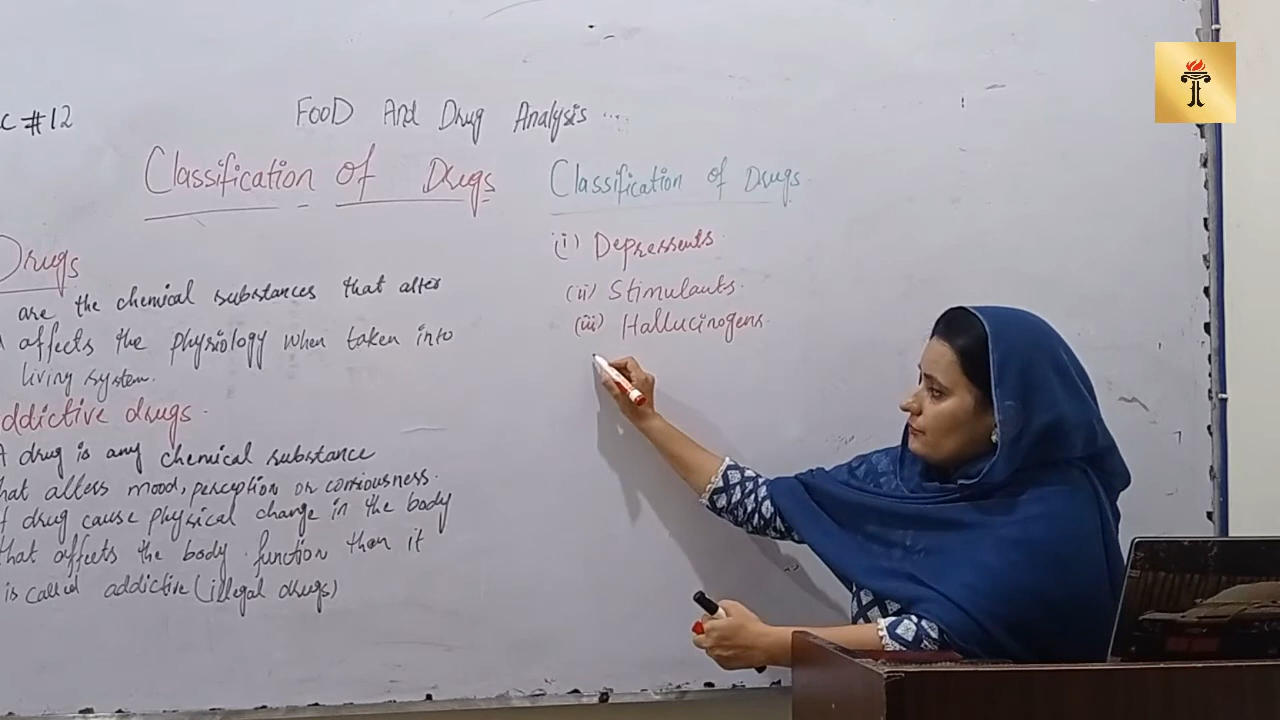 c #12
FooD And Drug Analysis ...
Classification of Drugs
Drugs
are the chemical substances that alter
affects the physiology when taken into
living system.
ddictive drugs.
A drug is any chemical substance
hat alters mood, perception or consiousness.
f drug cause physical change in the body
that affects the body function than it
is called addictive (illegal drugs)
Classification of Drugs.
(i) Depressents.
(ii) Stimulants.
(iii) Hallucinogens.